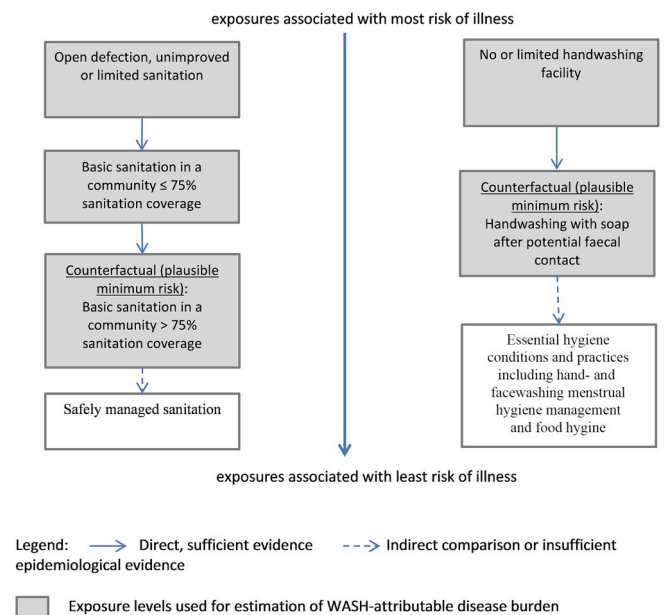 exposures associated with most risk of illness
Open defection, unimproved
or limited sanitation
Basic sanitation in a
community ≤ 75%
sanitation coverage
Counterfactual (plausible
minimum risk):
Basic sanitation in a
community > 75%
sanitation coverage
Safely managed sanitation
No or limited handwashing
facility
Counterfactual (plausible
minimum risk):
Handwashing with soap
after potential faecal
contact
Essential hygiene
conditions and practices
including hand- and
facewashing menstrual
hygiene management
and food hygine
exposures associated with least risk of illness
Legend: Direct, sufficient evidence Indirect comparison or insufficient
epidemiological evidence
Exposure levels used for estimation of WASH-attributable disease burden